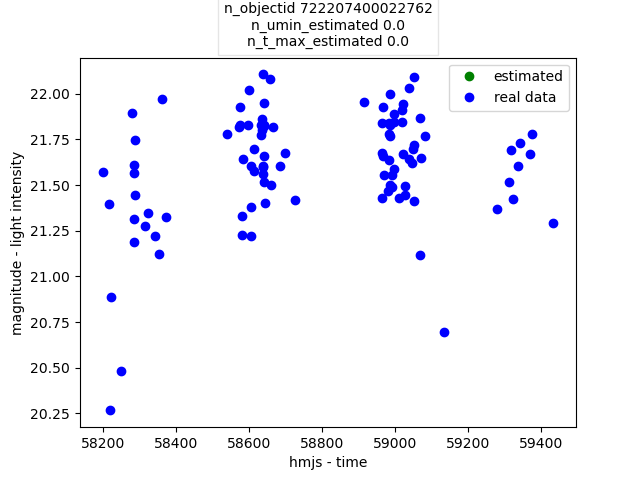 n_objectid 722207400022762
n_umin_estimated 0.0
n_t_max_estimated 0.0
estimated
real data
magnitude - light intensity
22.00
21.75
21.50
21.25
21.00
20.75
20.50
20.25
58200 58400 58600 58800 59000 59200 59400
hmjs - time